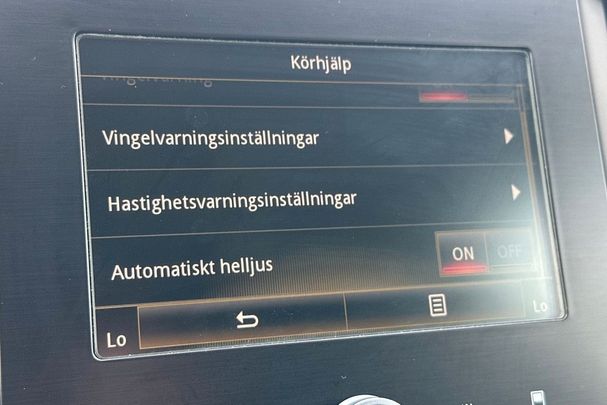 Körhjälp
Vingelvarningsinställningar
Hastighetsvarningsinställningar
Automatiskt helljus
ON OFF
Lo Lo